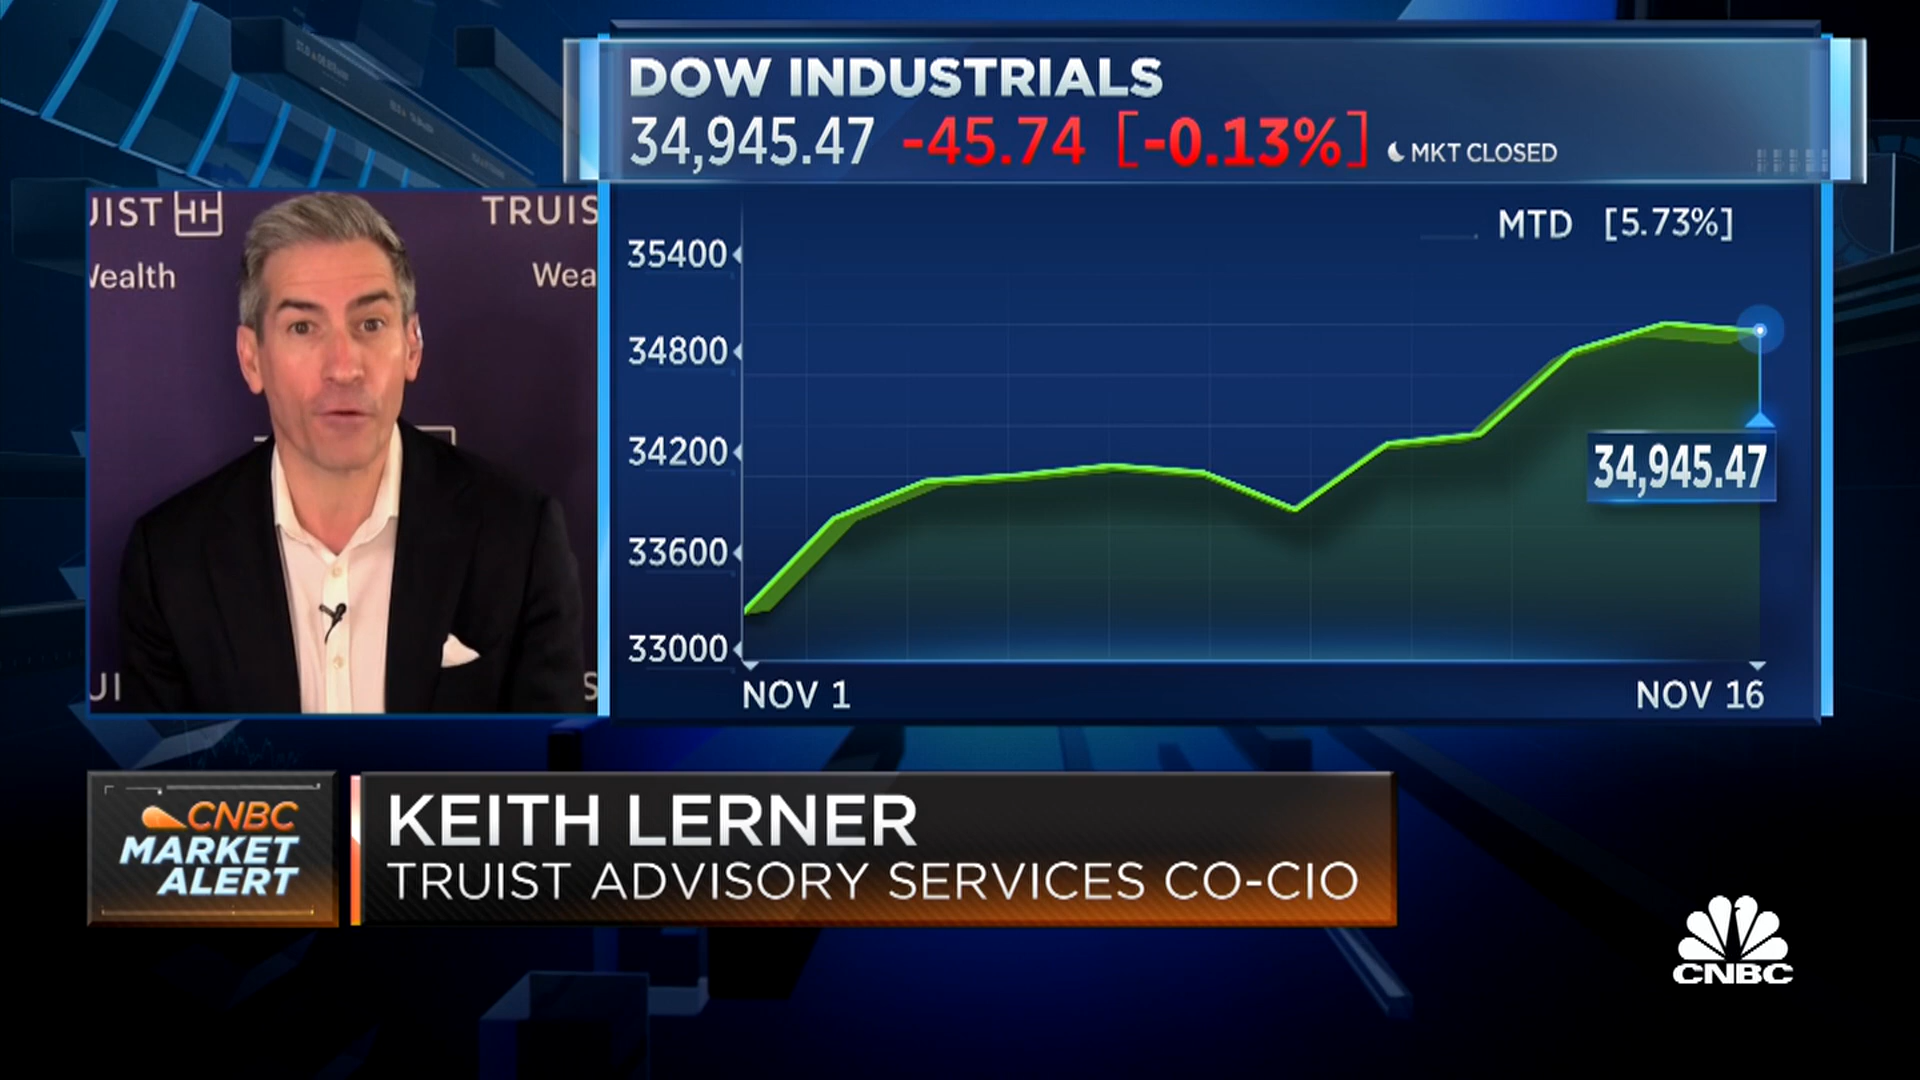 DOW INDUSTRIALS
34,945.47 -45.74 [-0.13%] MKT CLOSED
MTD [5.73%]
35400
34800
34200
33600
33000
NOV 1
NOV 16
34,945.47
UIST
TRUIS
Wealth
Wea
UI
S
CNBC
MARKET
ALERT
KEITH LERNER
TRUIST ADVISORY SERVICES CO-CIO
CNBC